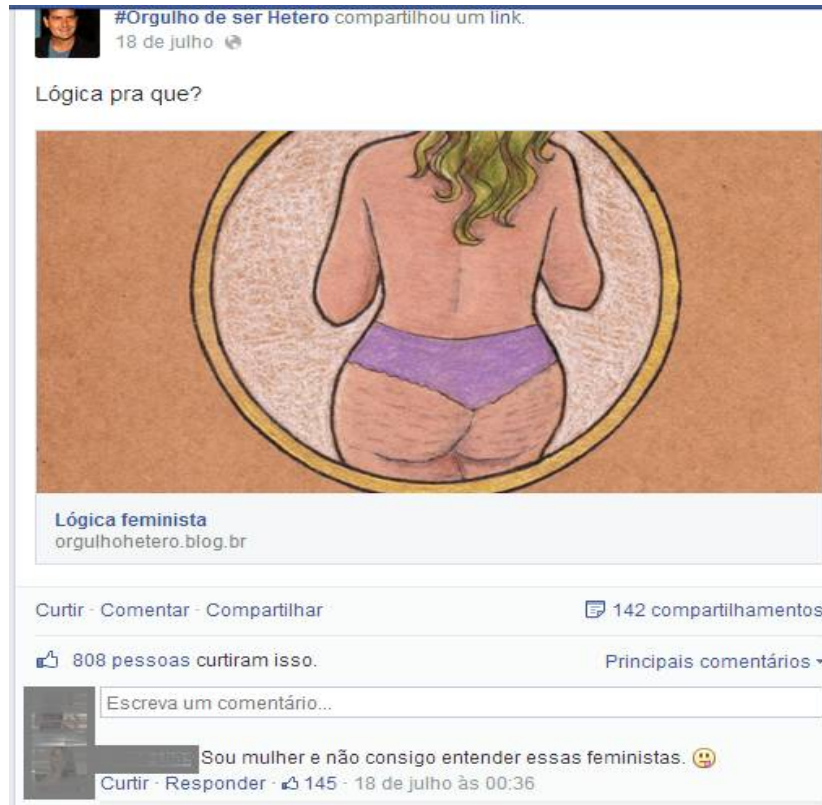 #Orgulho de ser Hetero compartilhou um link.
18 de julho
Lógica pra que?
Lógica feminista
orgulhohetero.blog.br
Curtir · Comentar · Compartilhar 142 compartilhamentos
808 pessoas curtiram isso. Principais comentários
Escreva um comentário...
Sou mulher e não consigo entender essas feministas.
Curtir · Responder · 145 · 18 de julho às 00:36